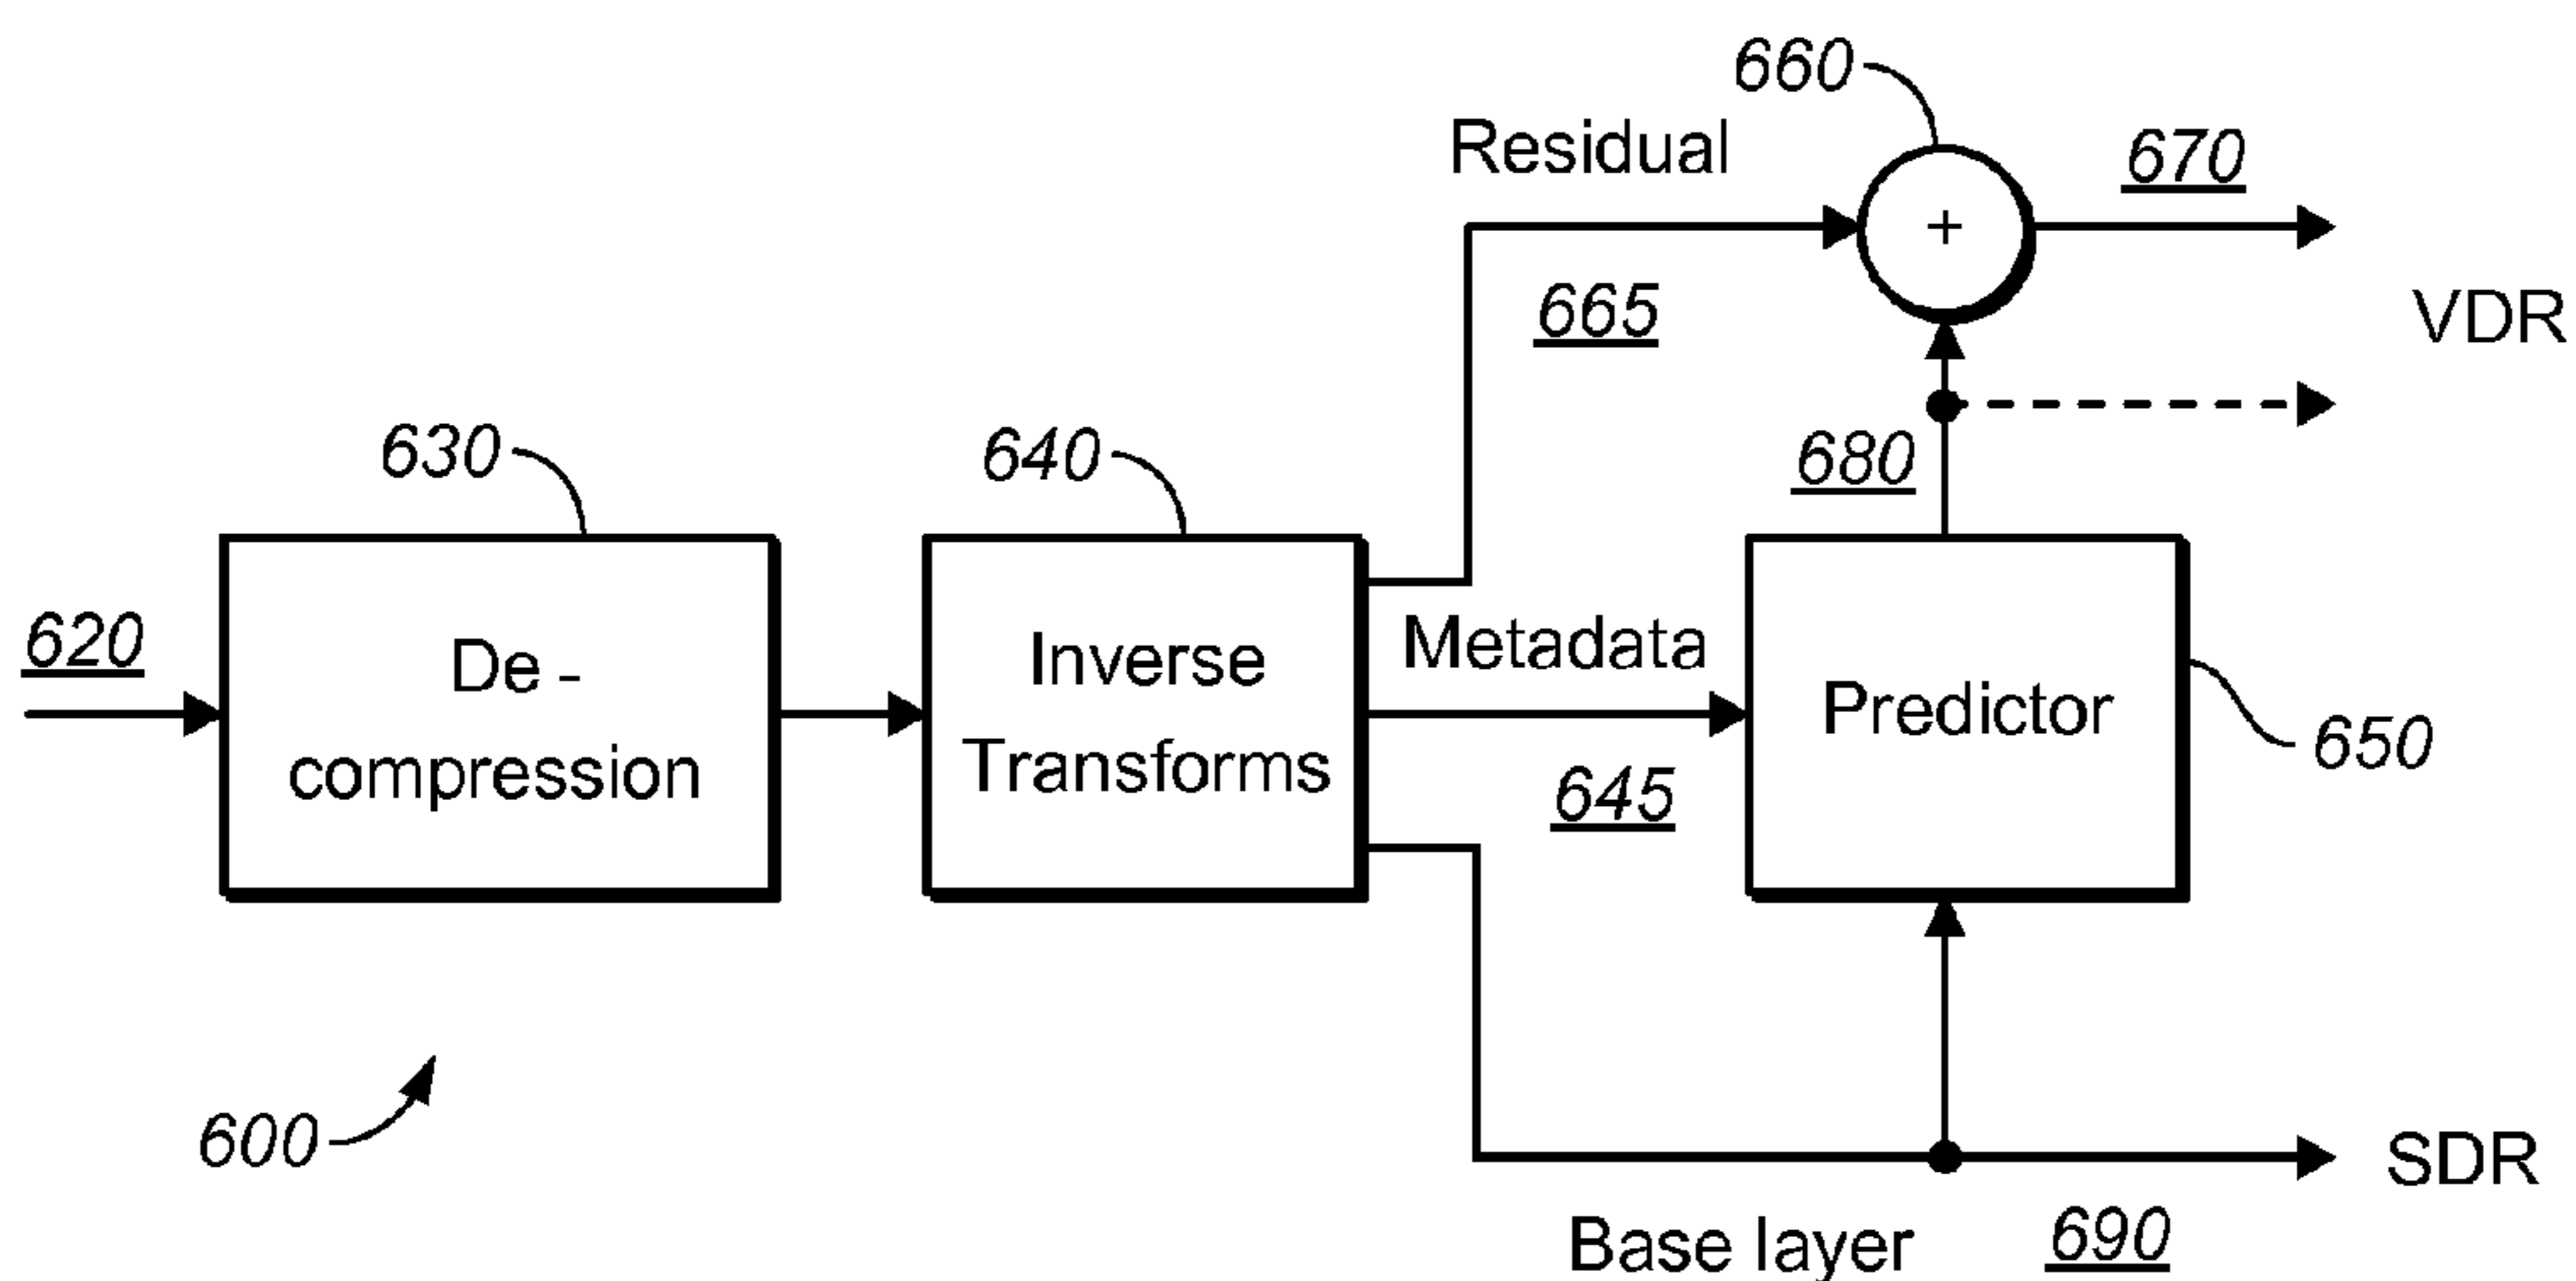 660
Residual
670
665
VDR
630
640
680
620
De -
compression
Inverse
Transforms
Metadata
645
Predictor
650
600
SDR
Base layer
690